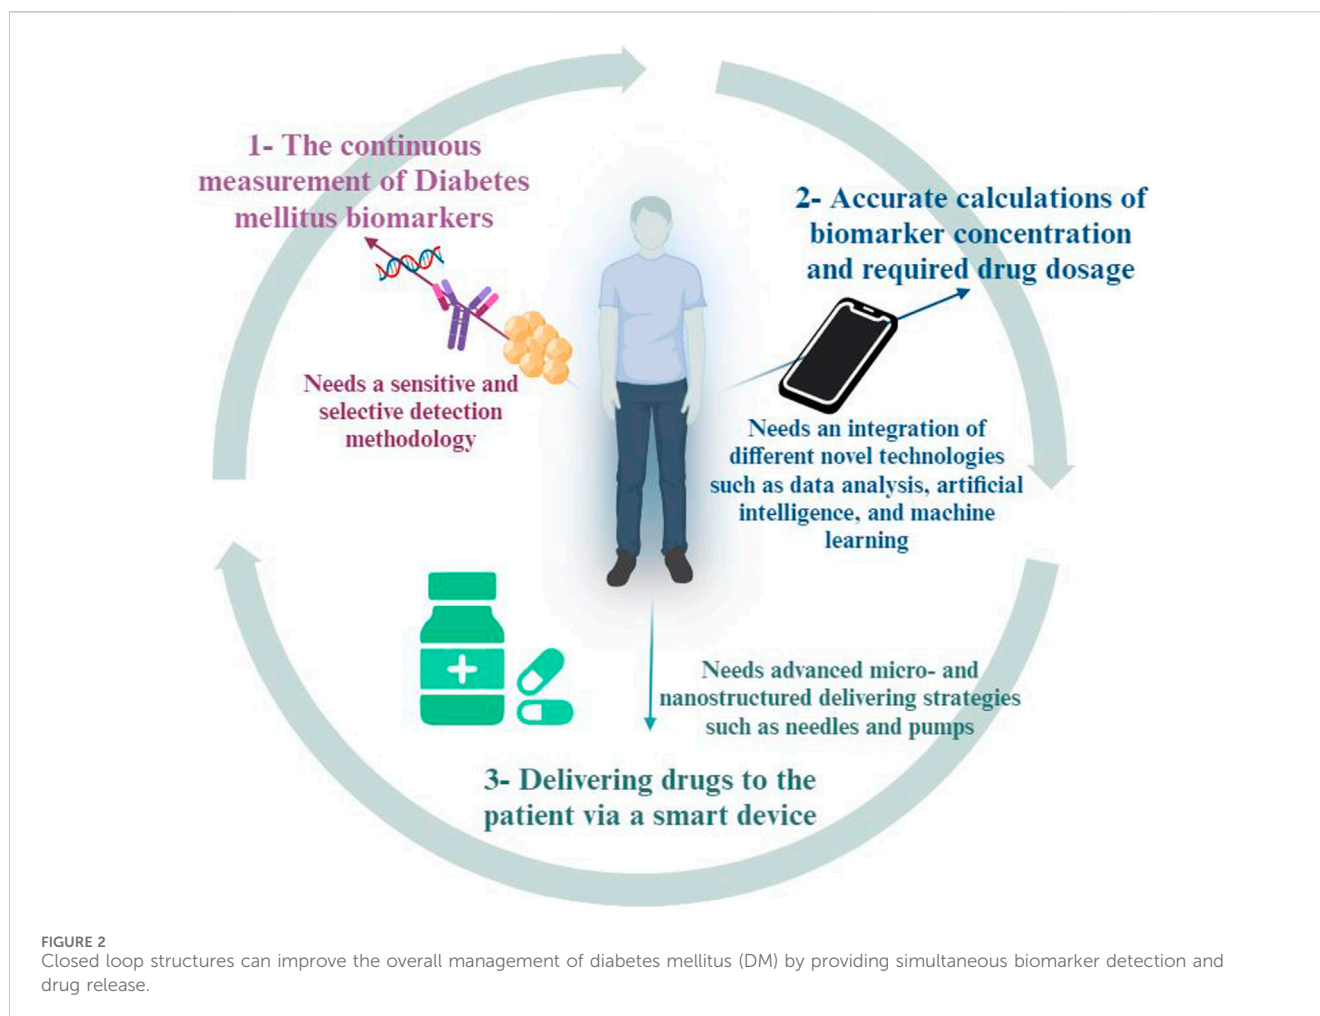 1- The continuous
measurement of Diabetes
mellitus biomarkers
Needs a sensitive and
selective detection
methodology
2- Accurate calculations of
biomarker concentration
and required drug dosage
Needs an integration of
different novel technologies
such as data analysis, artificial
intelligence, and machine
learning
Needs advanced micro- and
nanostructured delivering strategies
such as needles and pumps
3- Delivering drugs to the
patient via a smart device
FIGURE 2
Closed loop structures can improve the overall management of diabetes mellitus (DM) by providing simultaneous biomarker detection and
drug release.